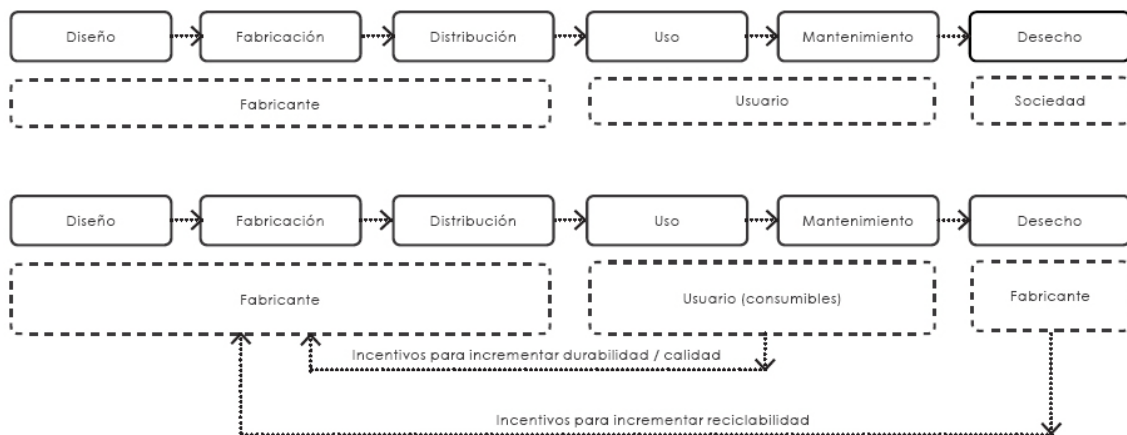 Diseño
Fabricación
Distribución
Uso
Mantenimiento
Desecho
Fabricante
Usuario
Sociedad
Diseño
Fabricación
Distribución
Uso
Mantenimiento
Desecho
Fabricante
Usuario (consumibles)
Fabricante
Incentivos para incrementar durabilidad / calidad
Incentivos para incrementar reciclabilidad